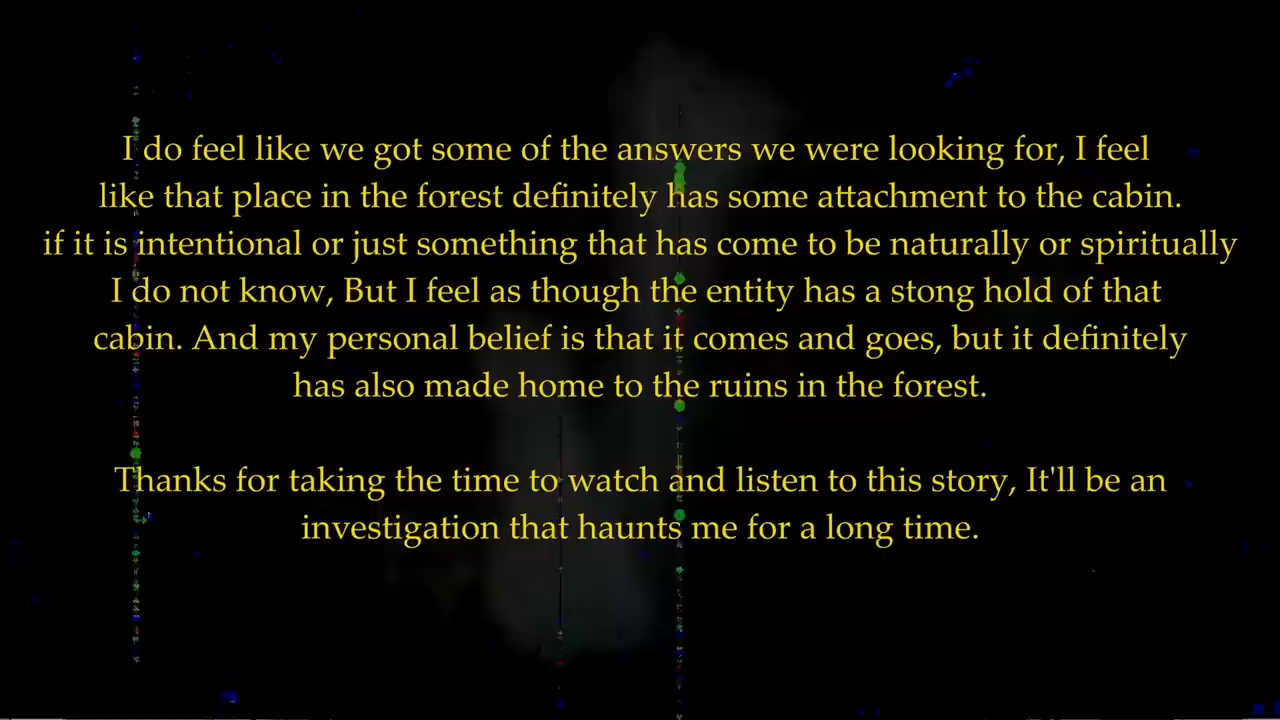 I do feel like we got some of the answers we were looking for, I feel
like that place in the forest definitely has some attachment to the cabin.
if it is intentional or just something that has come to be naturally or spiritually
I do not know, But I feel as though the entity has a stong hold of that
cabin. And my personal belief is that it comes and goes, but it definitely
has also made home to the ruins in the forest.
Thanks for taking the time to watch and listen to this story, It'll be an
investigation that haunts me for a long time.